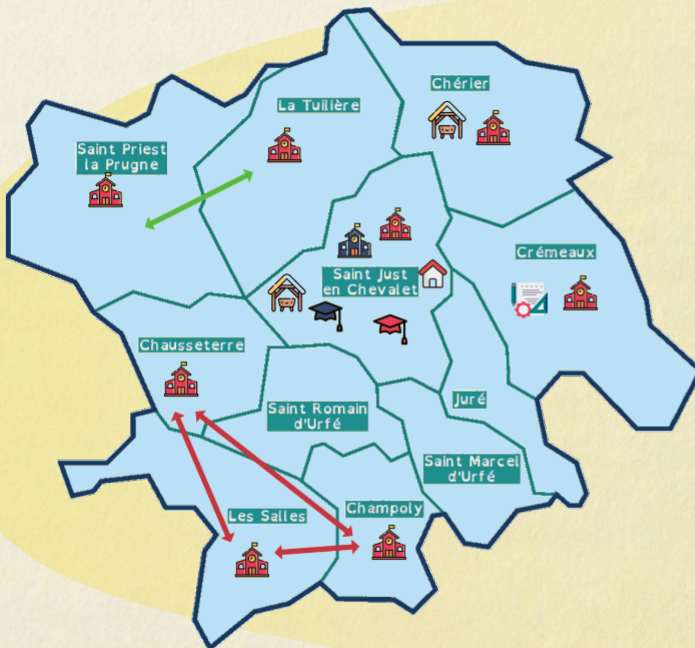 Chérier
La Tuilière
Saint Priest
la Prugne
Crémeaux
Saint Just
en Chevalet
Chausseterre
Juré
Saint Romain
d'Urfé
Saint Marcel
d'Urfé
Les Salles
Champoly